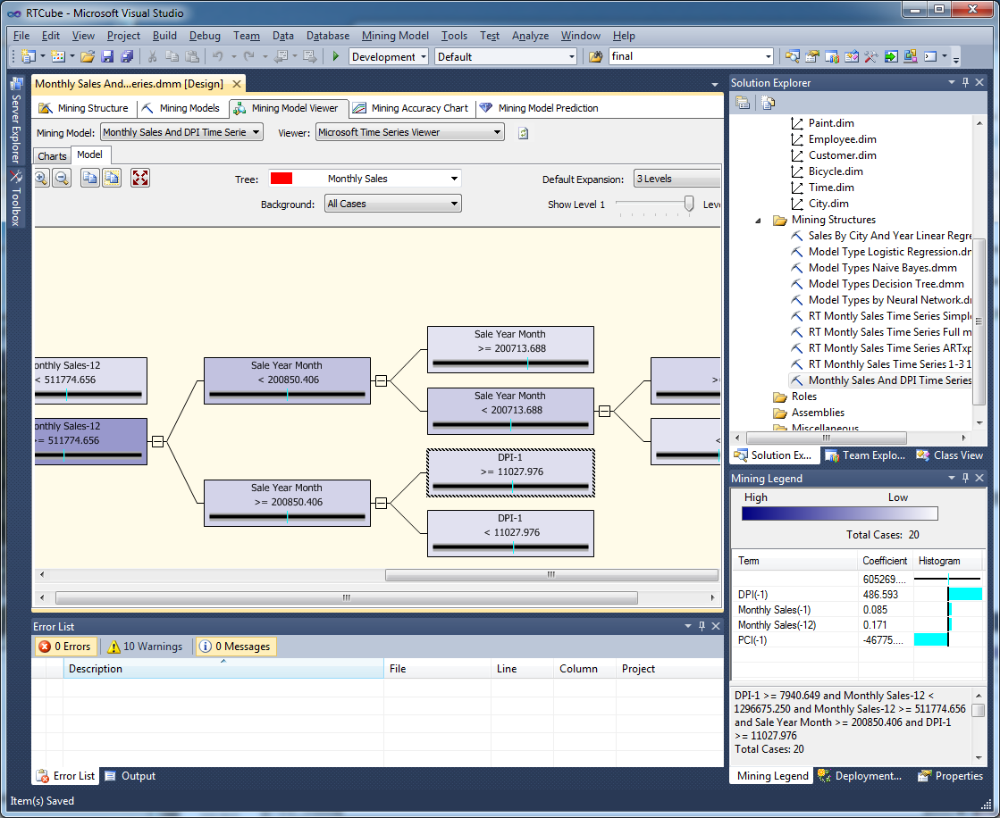 RTCube - Microsoft Visual Studio
File Edit View Project Build Debug Team Data Database Mining Model Tools Test Analyze Window Help
Development Default final
Server Explorer
Toolbox
Monthly Sales And...eries.dmm [Design]
Mining Structure Mining Models Mining Model Viewer Mining Accuracy Chart Mining Model Prediction
Mining Model: Monthly Sales And DPI Time Serie Viewer: Microsoft Time Series Viewer
Charts Model
Tree: Monthly Sales Default Expansion: 3 Levels
Background: All Cases Show Level 1 Leve
onthly Sales-12
< 511774.656
onthly Sales-12
>= 511774.656
Sale Year Month
< 200850.406
Sale Year Month
>= 200850.406
Sale Year Month
>= 200713.688
Sale Year Month
< 200713.688
DPI-1
>= 11027.976
DPI-1
< 11027.976
>=
<
Error List
0 Errors 10 Warnings 0 Messages
Description File Line Column Project
Error List Output
Item(s) Saved
Solution Explorer
Paint.dim
Employee.dim
Customer.dim
Bicycle.dim
Time.dim
City.dim
Mining Structures
Sales By City And Year Linear Regre
Model Type Logistic Regression.dr
Model Types Naive Bayes.dmm
Model Types Decision Tree.dmm
Model Types by Neural Network.dr
RT Montly Sales Time Series Simple
RT Montly Sales Time Series Full m
RT Montly Sales Time Series ARTxp
RT Monthly Sales Time Series 1-3 1
Monthly Sales And DPI Time Series
Roles
Assemblies
Miscellaneous
Solution Ex... Team Explo... Class View
Mining Legend
High Low
Total Cases: 20
Term Coefficient Histogram
605269....
DPI(-1) 486.593
Monthly Sales(-1) 0.085
Monthly Sales(-12) 0.171
PCI(-1) -46775....
DPI-1 >= 7940.649 and Monthly Sales-12 <
1296675.250 and Monthly Sales-12 >= 511774.656
and Sale Year Month >= 200850.406 and DPI-1
>= 11027.976
Total Cases: 20
Mining Legend Deployment... Properties